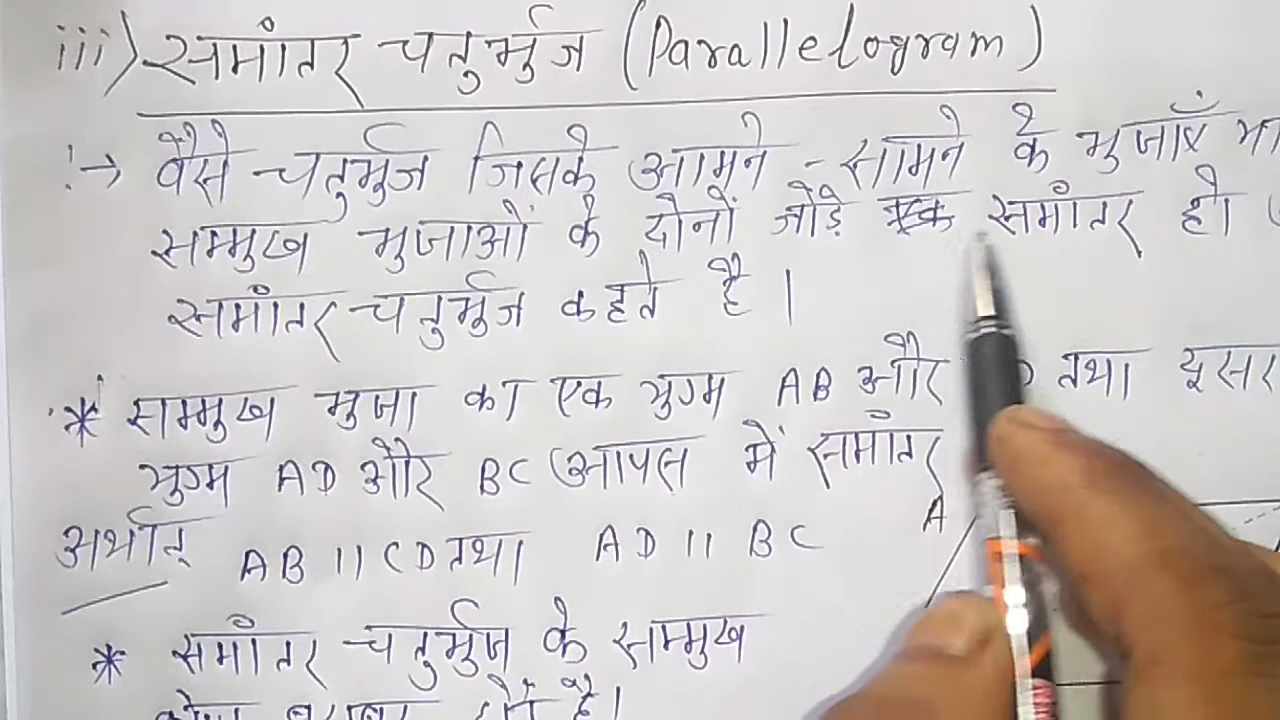 iii) समांतर चतुर्भुज (Parallelogram)
:→ वैसे चतुर्भुज जिसके आमने - सामने के भुजाएँ या
सम्मुख भुजाओं के दोनों जोड़े समांतर हो
समांतर चतुर्भुज कहते है ।
* सम्मुख भुजा का एक युग्म AB और तथा दूसर
युग्म AD और BC आपस में समांतर
अर्थात् AB || CD तथा AD || BC
A
* समांतर चतुर्भुज के सम्मुख